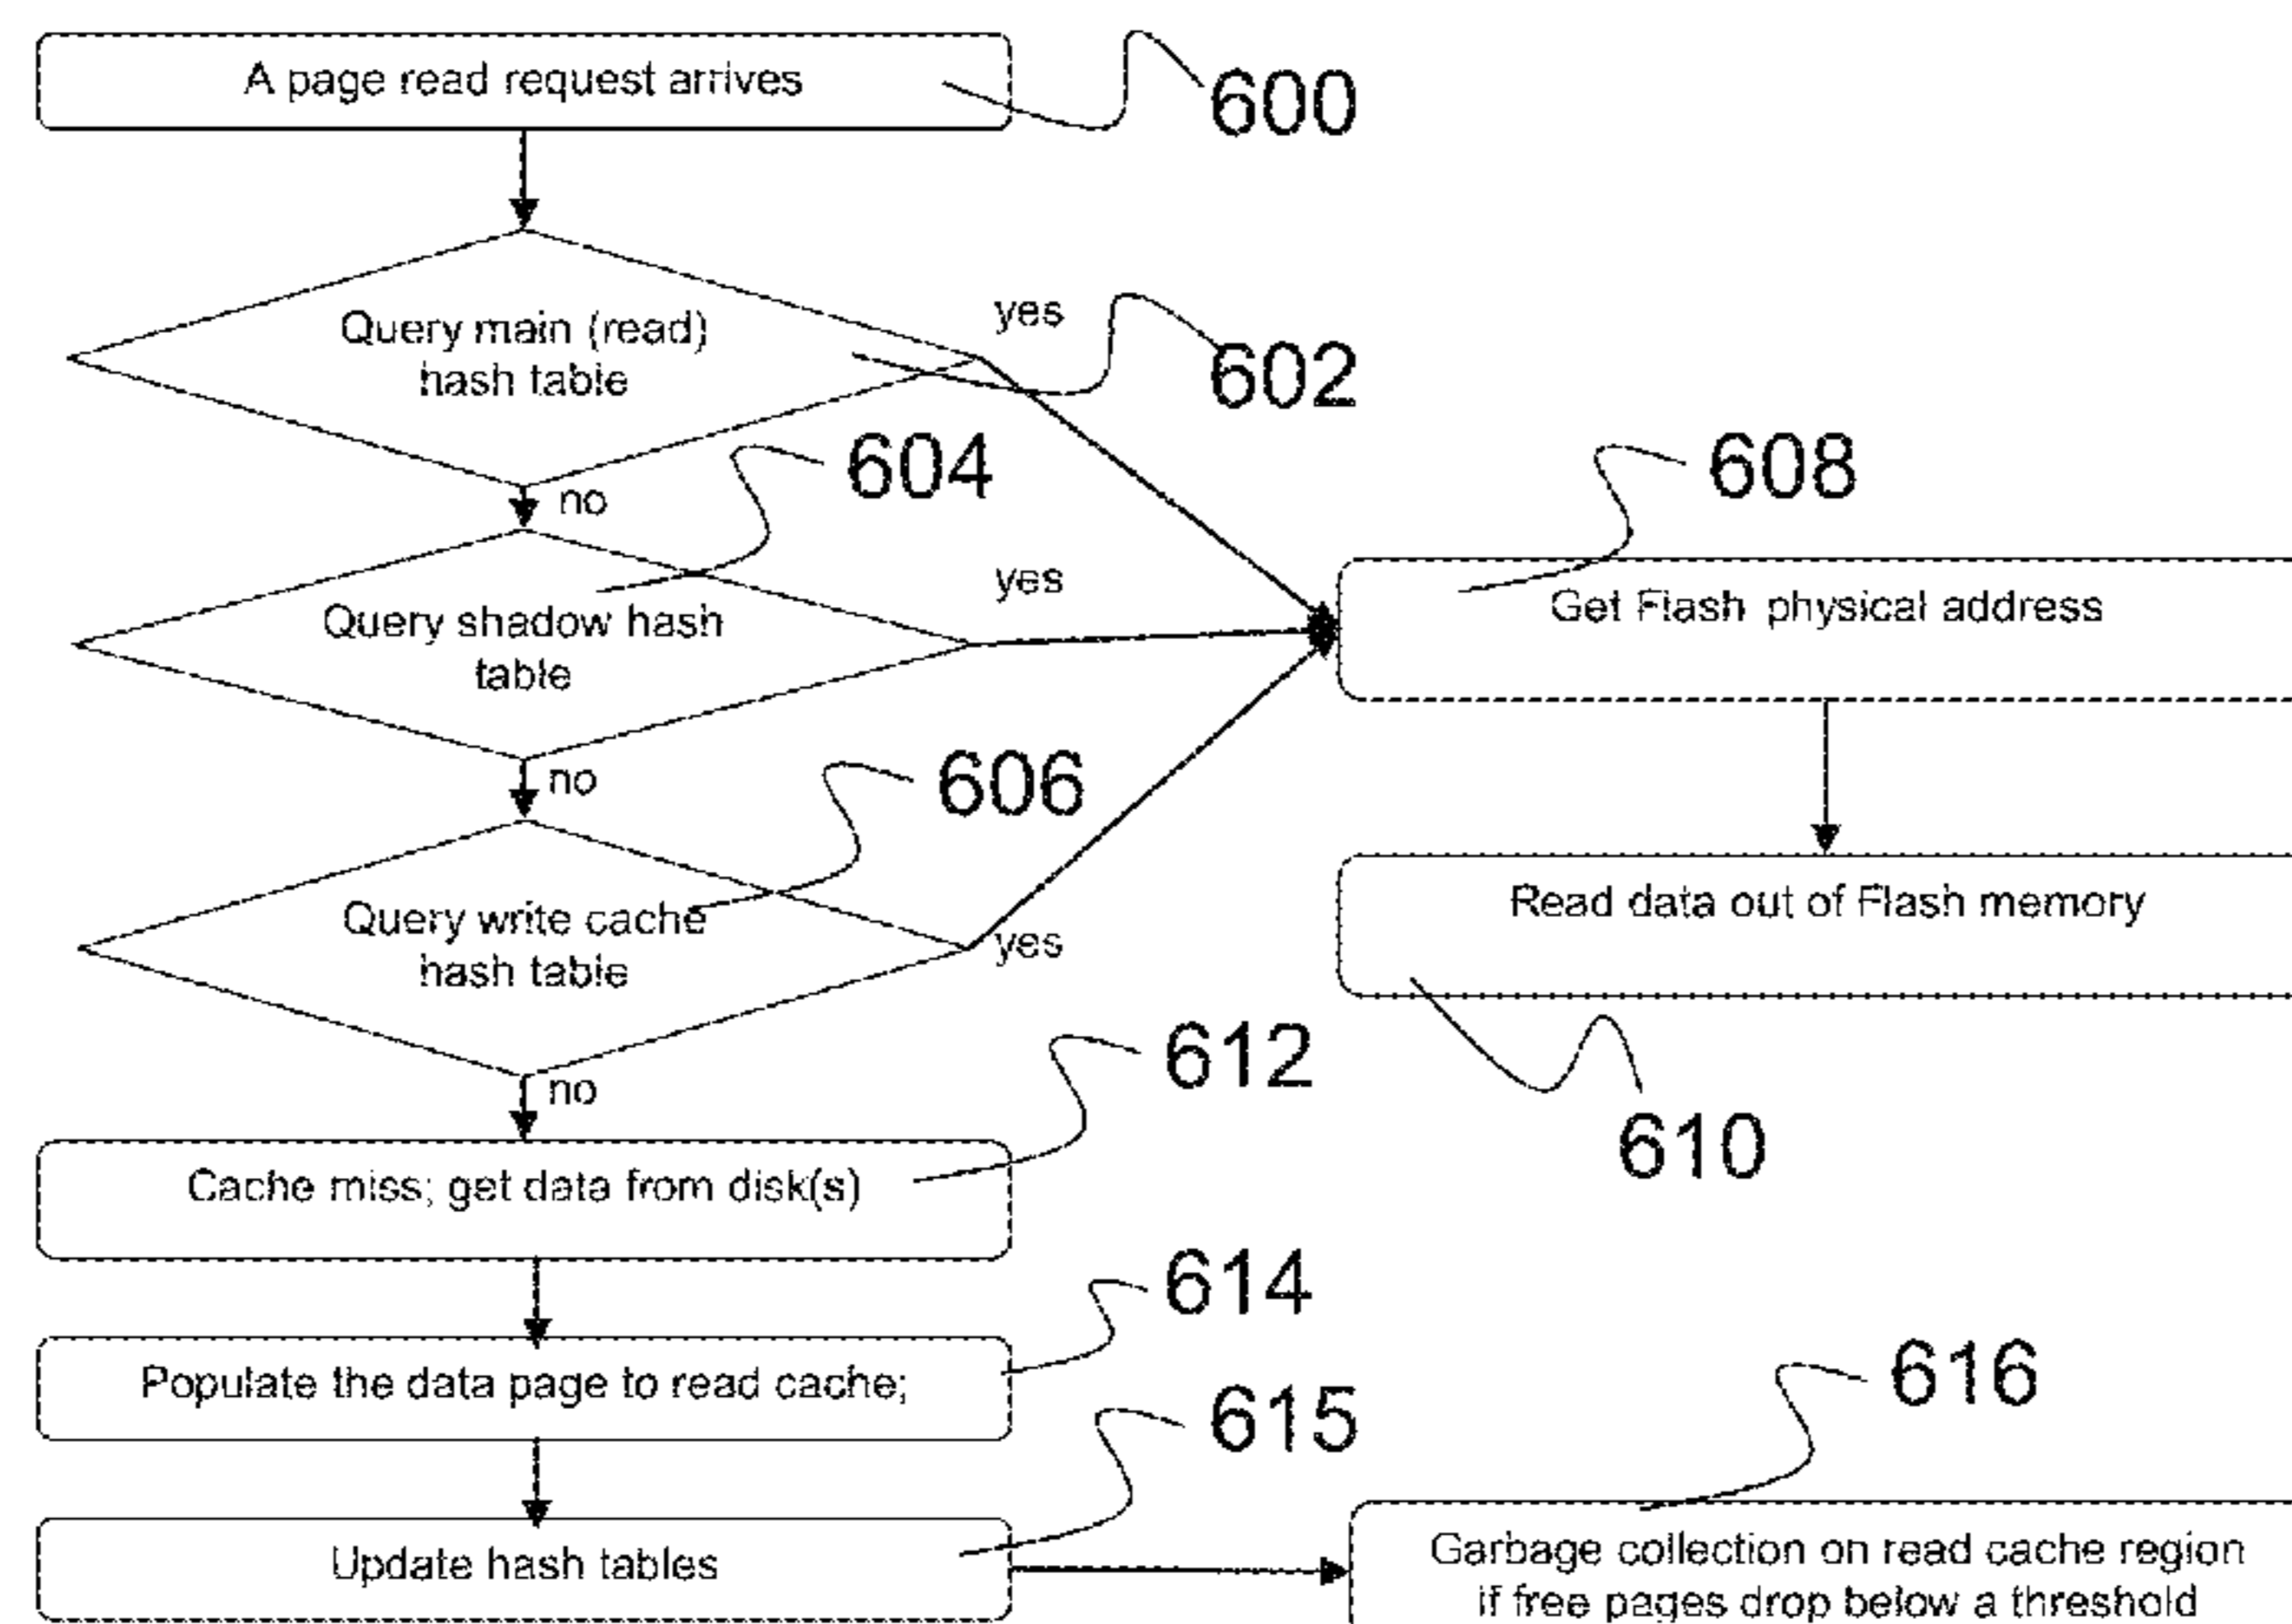 A page read request arrives
600
Query main (read)
hash table
yes
602
no
604
608
Query shadow hash
table
yes
Get Flash physical address
no
606
Query write cache
hash table
yes
Read data out of Flash memory
no
612
610
Cache miss; get data from disk(s)
614
Populate the data page to read cache;
615
616
Update hash tables
Garbage collection on read cache region
if free pages drop below a threshold